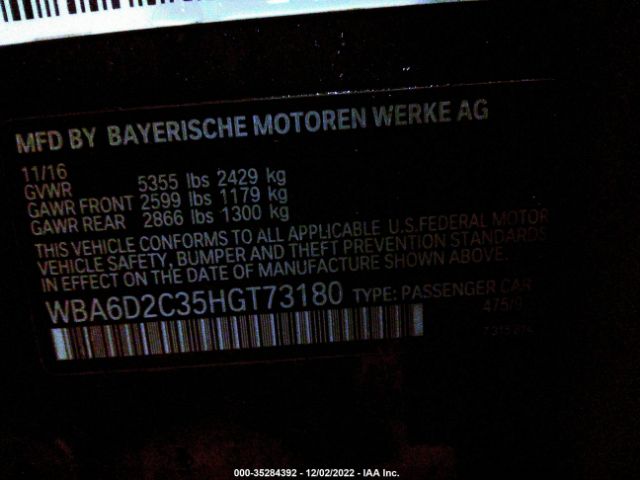 MFD BY BAYERISCHE MOTOREN WERKE AG
11/16
GVWR 5355 lbs 2429 kg
GAWR FRONT 2599 lbs 1179 kg
GAWR REAR 2866 lbs 1300 kg
THIS VEHICLE CONFORMS TO ALL APPLICABLE U.S.FEDERAL MOTOR
VEHICLE SAFETY, BUMPER AND THEFT PREVENTION STANDARDS
IN EFFECT ON THE DATE OF MANUFACTURE SHOWN ABOVE.
WBA6D2C35HGT73180 TYPE: PASSENGER CAR
000-35284392 - 12/02/2022 - IAA Inc.